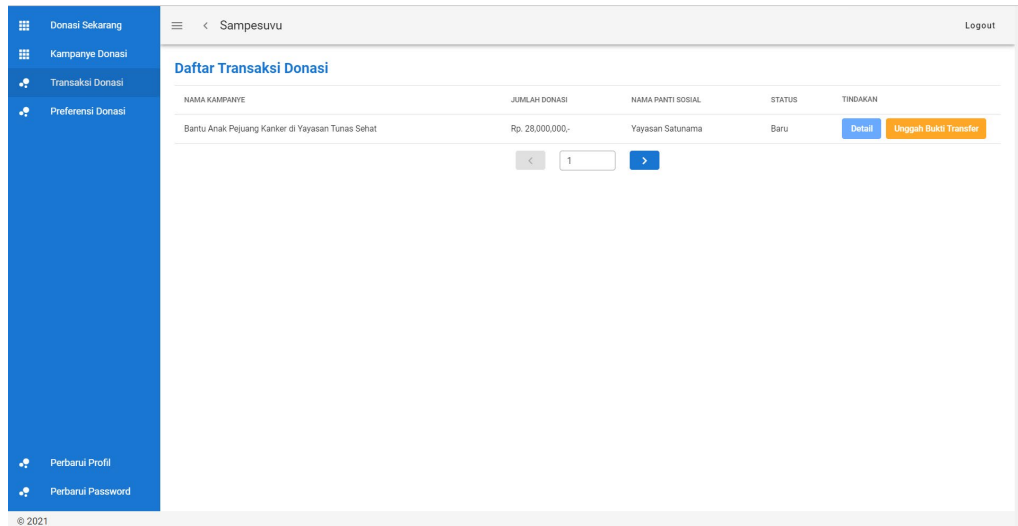 Donasi Sekarang
Kampanye Donasi
Transaksi Donasi
Preferensi Donasi
Perbarui Profil
Perbarui Password
Sampesuvu
Logout
Daftar Transaksi Donasi
NAMA KAMPANYE JUMLAH DONASI NAMA PANTI SOSIAL STATUS TINDAKAN
Bantu Anak Pejuang Kanker di Yayasan Tunas Sehat Rp. 28,000,000,- Yayasan Satunama Baru Detail Unggah Bukti Transfer
1
© 2021